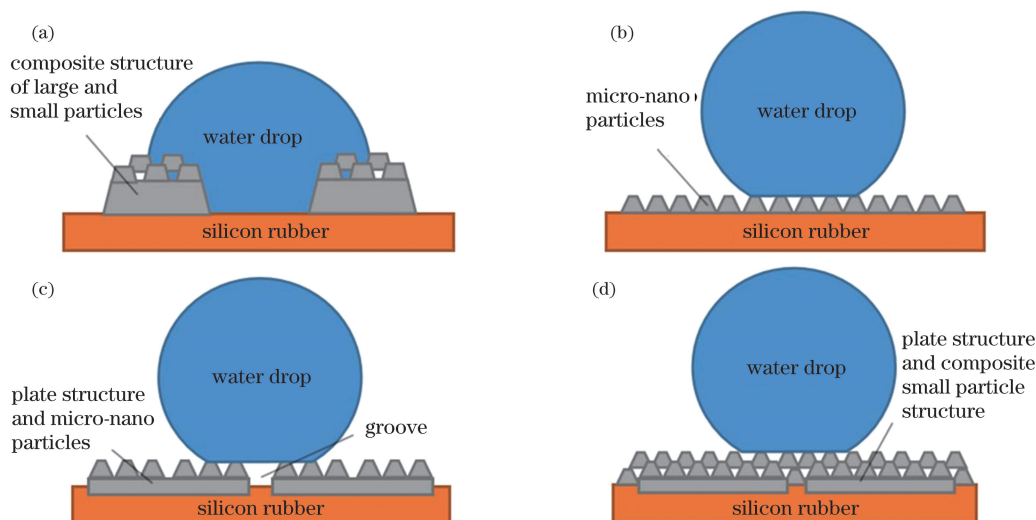 (a)
composite structure
of large and
small particles
water drop
silicon rubber
(b)
micro-nano
particles
water drop
silicon rubber
(c)
plate structure
and micro-nano
particles
water drop
groove
silicon rubber
(d)
water drop
plate structure
and composite
small particle
structure
silicon rubber